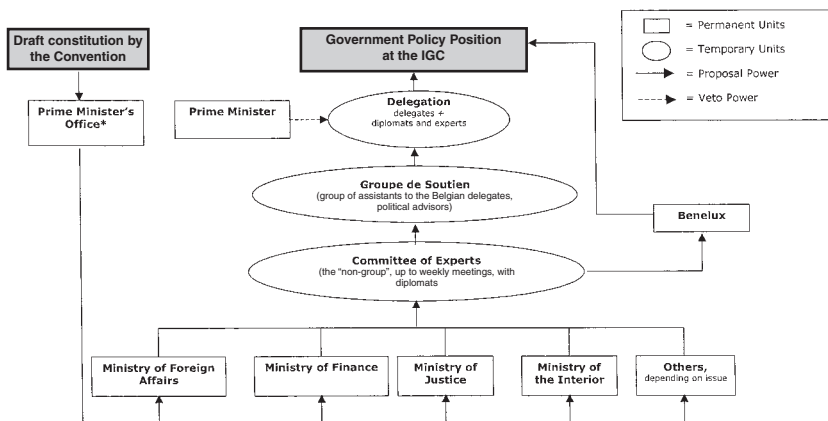 Draft constitution by
the Convention
Government Policy Position
at the IGC
= Permanent Units
= Temporary Units
= Proposal Power
= Veto Power
Prime Minister's
Office*
Prime Minister
Delegation
delegates +
diplomats and experts
Groupe de Soutien
(group of assistants to the Belgian delegates,
political advisors)
Benelux
Committee of Experts
(the "non-group", up to weekly meetings, with
diplomats
Ministry of Foreign
Affairs
Ministry of Finance
Ministry of
Justice
Ministry of
the Interior
Others,
depending on issue